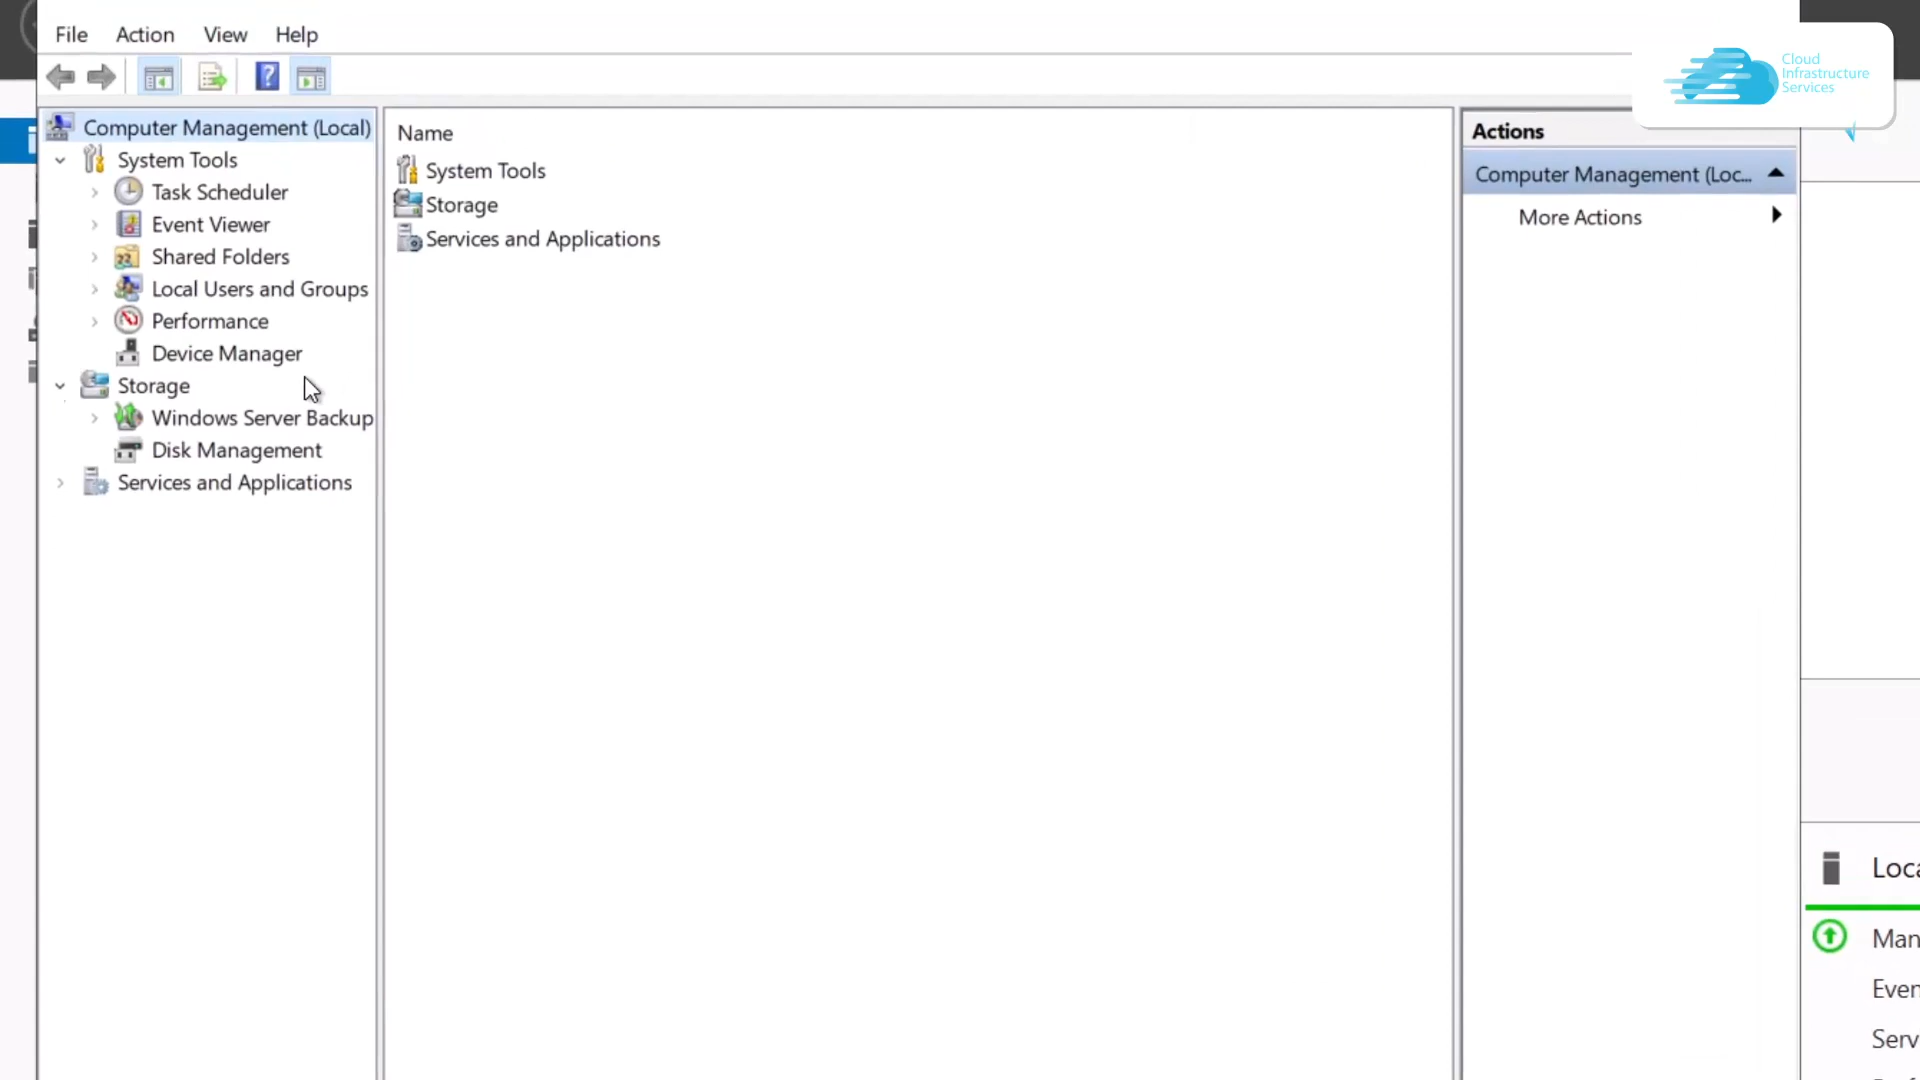 File Action View Help
Cloud
Infrastructure
Services
Computer Management (Local)
System Tools
Task Scheduler
Event Viewer
Shared Folders
Local Users and Groups
Performance
Device Manager
Storage
Windows Server Backup
Disk Management
Services and Applications
Name
System Tools
Storage
Services and Applications
Actions
Computer Management (Loc...
More Actions
Loca
Man
Even
Serv